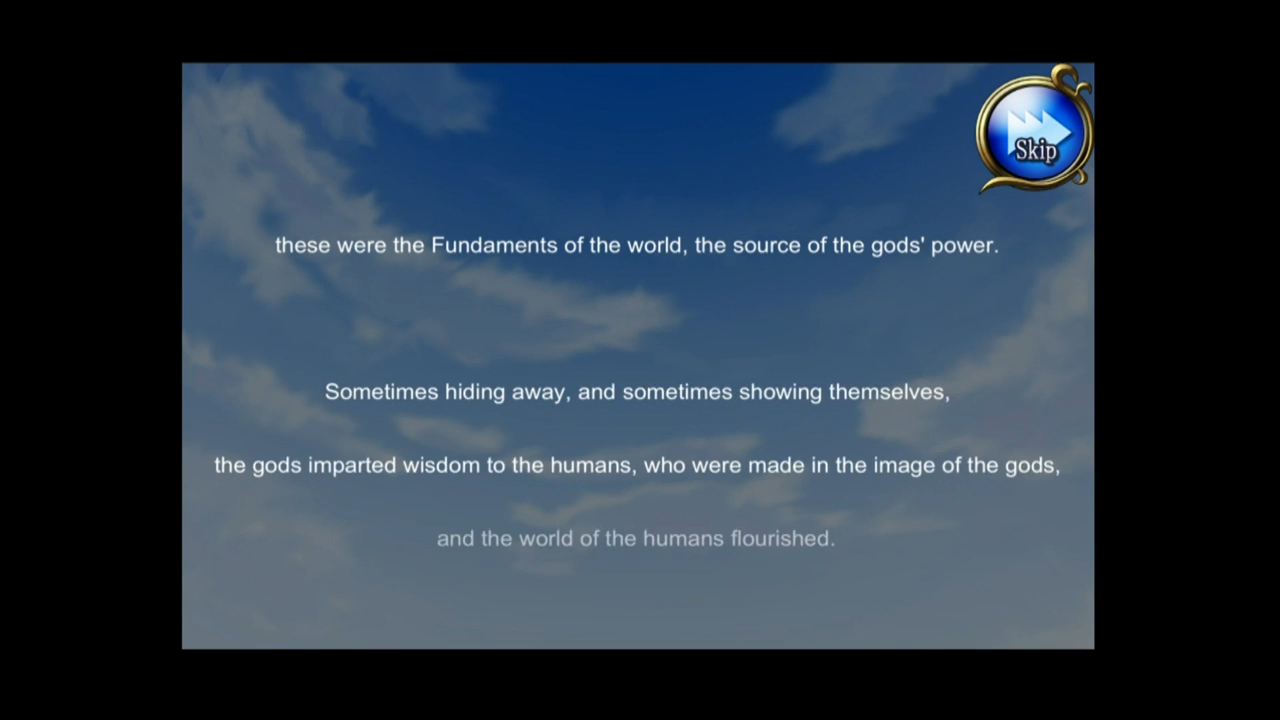 Skip
these were the Fundaments of the world, the source of the gods' power.
Sometimes hiding away, and sometimes showing themselves,
the gods imparted wisdom to the humans, who were made in the image of the gods,
and the world of the humans flourished.